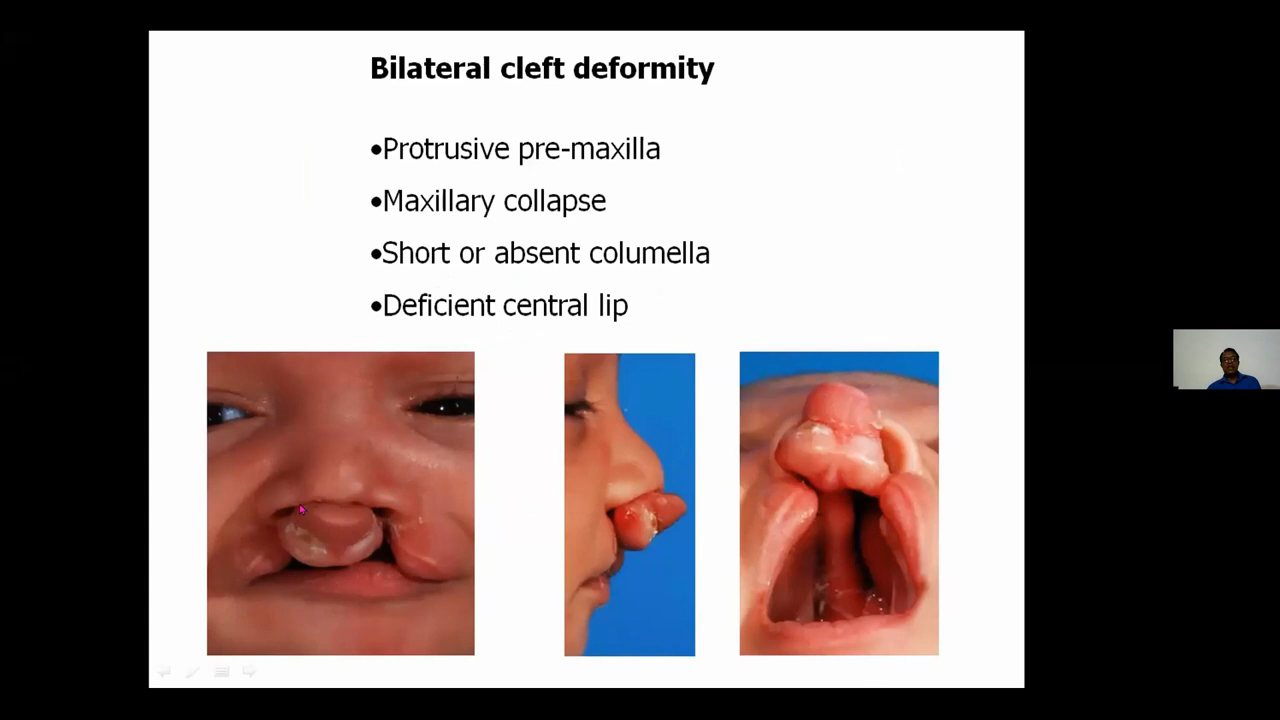 Bilateral cleft deformity
•Protrusive pre-maxilla
•Maxillary collapse
•Short or absent columella
•Deficient central lip